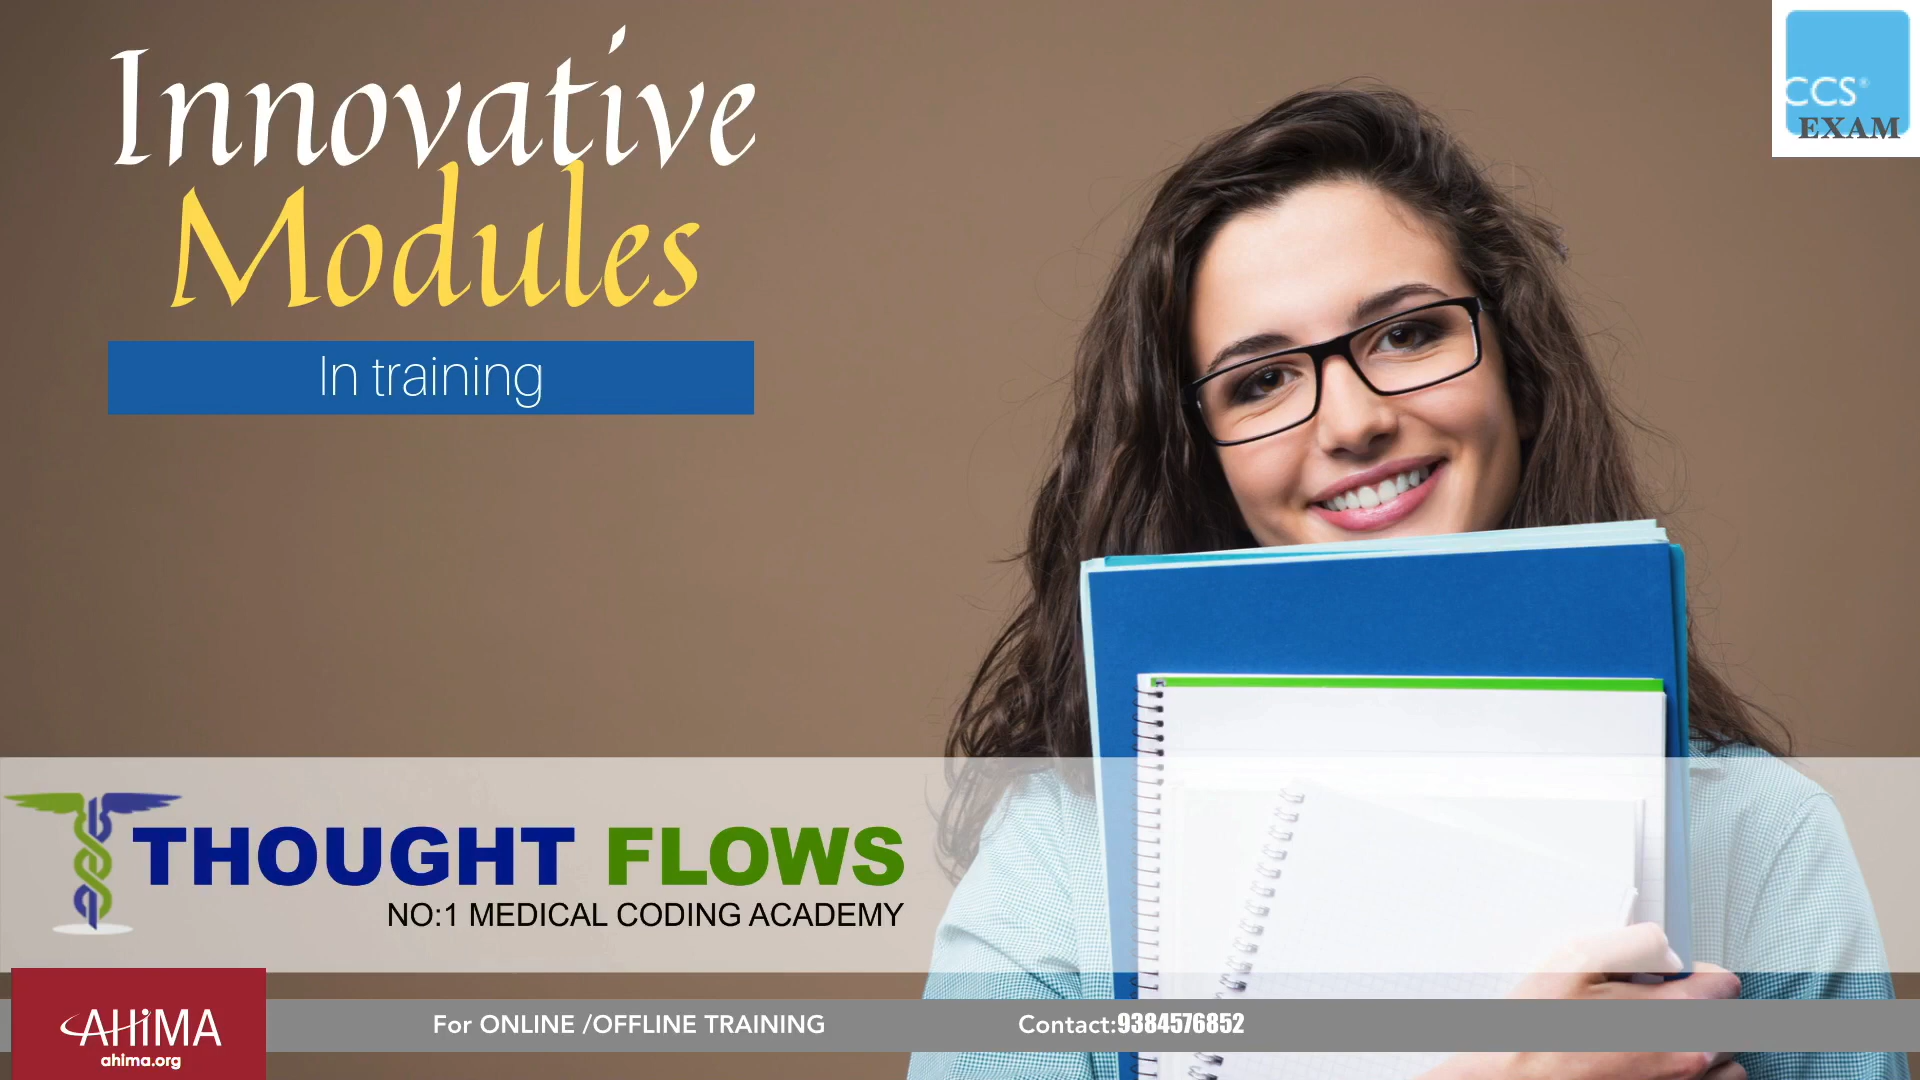 Innovative
Modules
In training
CCS®
EXAM
THOUGHT FLOWS
NO:1 MEDICAL CODING ACADEMY
AHIMA
ahima.org
For ONLINE /OFFLINE TRAINING
Contact:9384576852